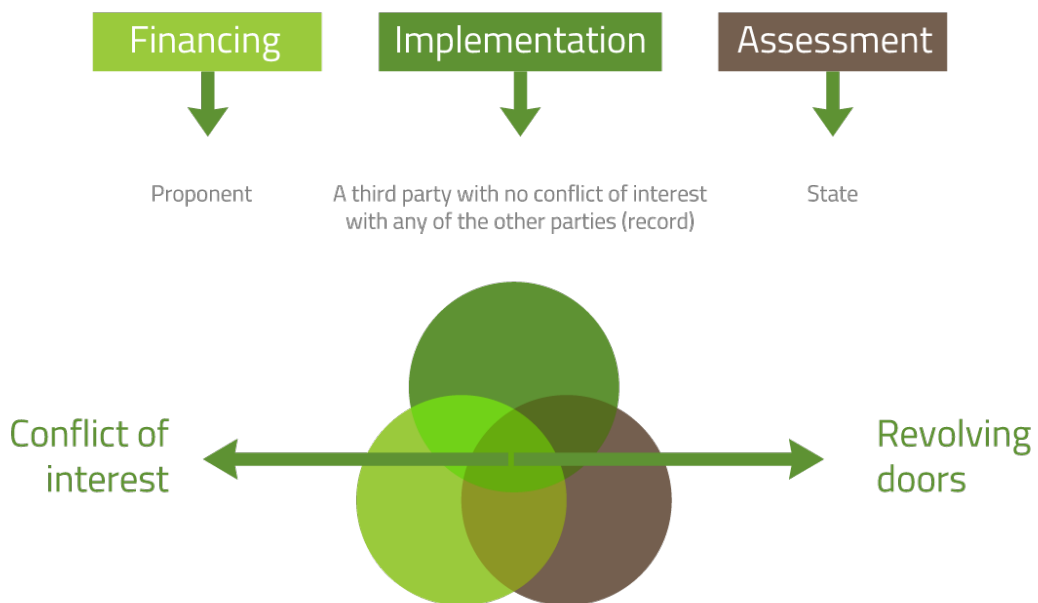 Financing
Implementation
Assessment
Proponent
A third party with no conflict of interest
with any of the other parties (record)
State
Conflict of
interest
Revolving
doors